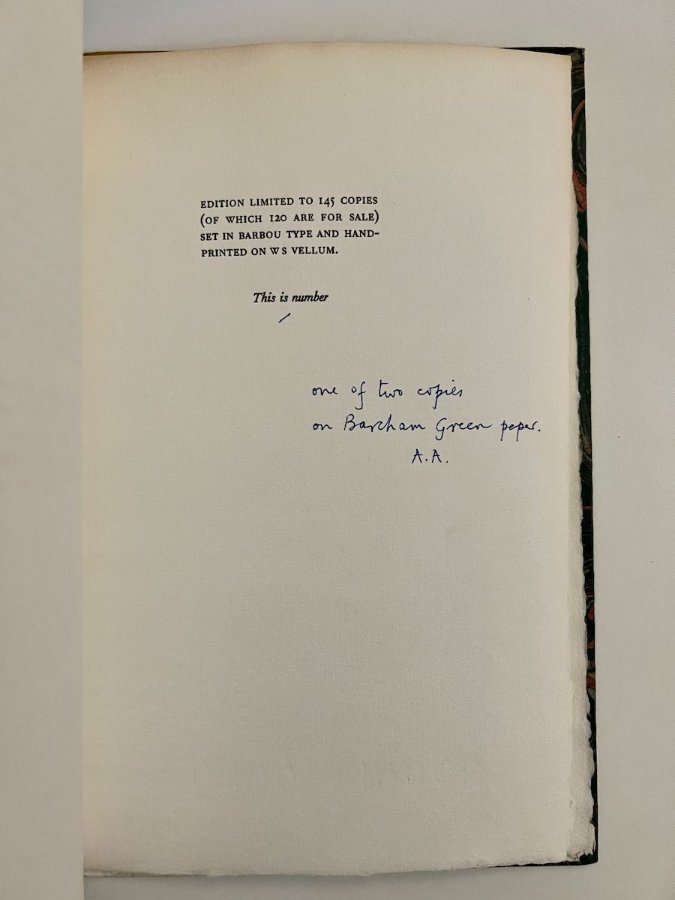 EDITION LIMITED TO 145 COPIES
(OF WHICH 120 ARE FOR SALE)
SET IN BARBOU TYPE AND HAND-
PRINTED ON W S VELLUM.
This is number
/
one of two copies
on Barcham Green paper.
A.A.